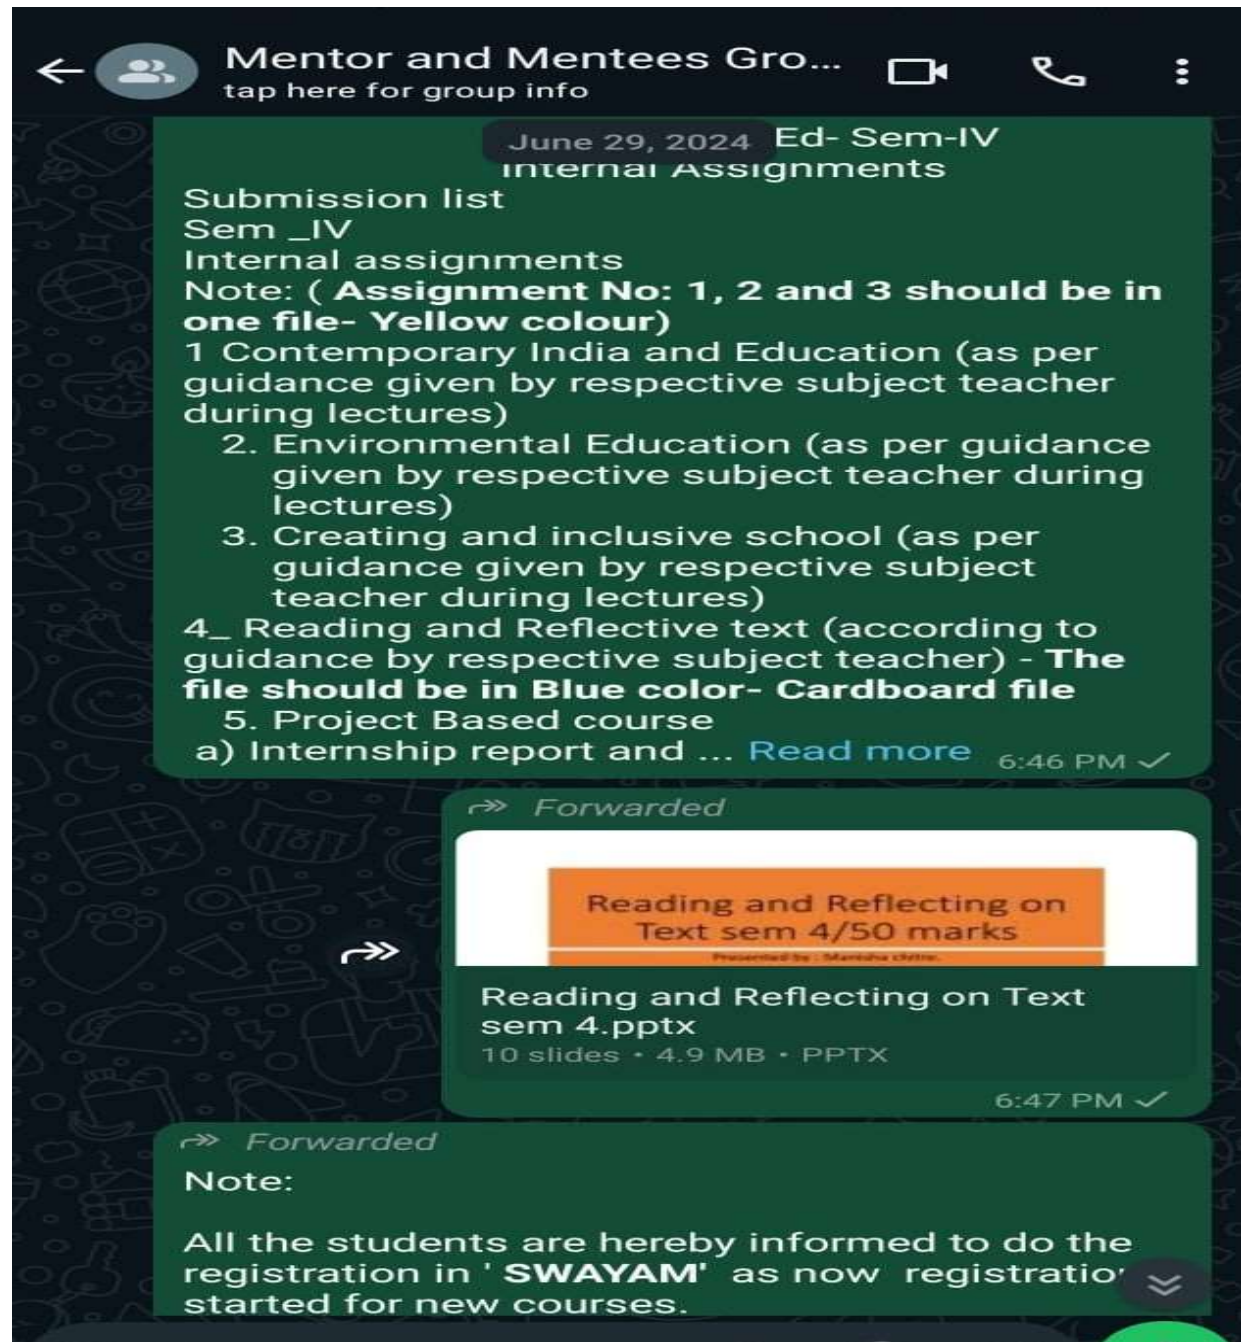 Mentor and Mentees Gro...
tap here for group info
June 29, 2024 Ed- Sem-IV
Internal Assignments
Submission list
Sem _IV
Internal assignments
Note: ( Assignment No: 1, 2 and 3 should be in
one file- Yellow colour)
1 Contemporary India and Education (as per
guidance given by respective subject teacher
during lectures)
2. Environmental Education (as per guidance
given by respective subject teacher during
lectures)
3. Creating and inclusive school (as per
guidance given by respective subject
teacher during lectures)
4_ Reading and Reflective text (according to
guidance by respective subject teacher) - The
file should be in Blue color- Cardboard file
5. Project Based course
a) Internship report and ... Read more 6:46 PM
Forwarded
Reading and Reflecting on
Text sem 4/50 marks
Presented by : Manisha
Reading and Reflecting on Text
sem 4.pptx
10 slides • 4.9 MB • PPTX
6:47 PM
Forwarded
Note:
All the students are hereby informed to do the
registration in ' SWAYAM' as now registratio
started for new courses.